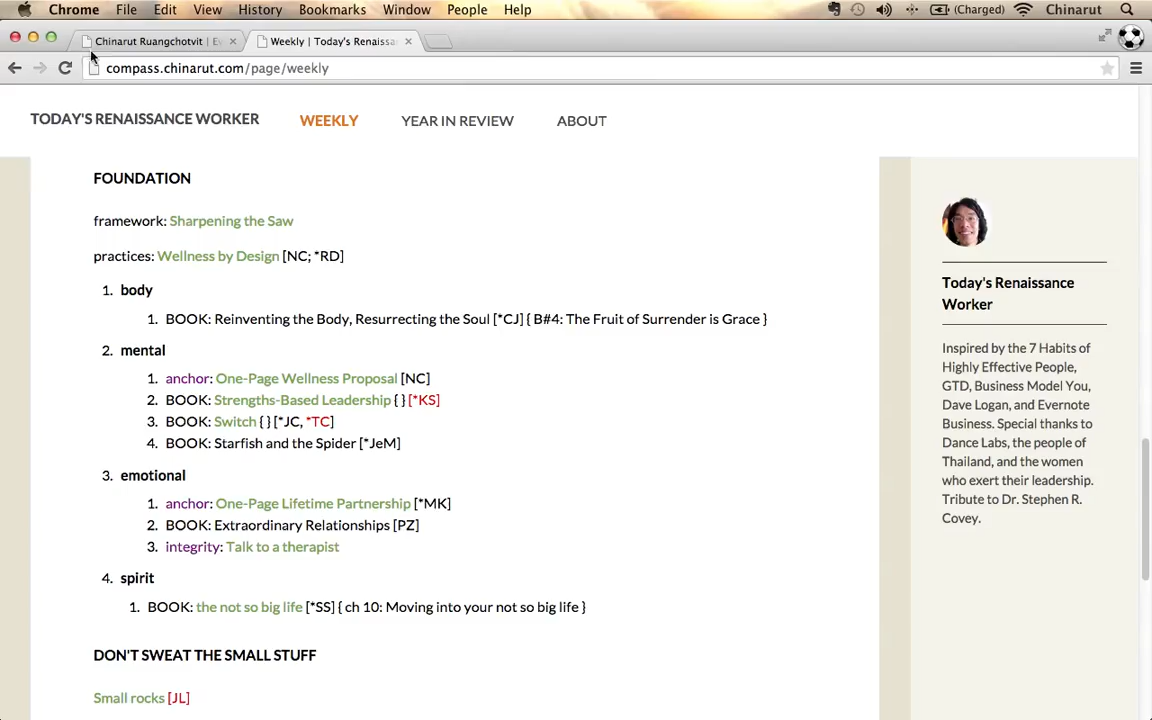 Chrome File Edit View History Bookmarks Window People Help (Charged) Chinarut
Chinarut Ruangchotvit | Ev
Weekly | Today's Renaissa
compass.chinarut.com/page/weekly
TODAY'S RENAISSANCE WORKER WEEKLY YEAR IN REVIEW ABOUT
FOUNDATION
framework: Sharpening the Saw
practices: Wellness by Design [NC; *RD]
1. body
1. BOOK: Reinventing the Body, Resurrecting the Soul [*CJ] { B#4: The Fruit of Surrender is Grace }
2. mental
1. anchor: One-Page Wellness Proposal [NC]
2. BOOK: Strengths-Based Leadership { } [*KS]
3. BOOK: Switch { } [*JC, *TC]
4. BOOK: Starfish and the Spider [*JeM]
3. emotional
1. anchor: One-Page Lifetime Partnership [*MK]
2. BOOK: Extraordinary Relationships [PZ]
3. integrity: Talk to a therapist
4. spirit
1. BOOK: the not so big life [*SS] { ch 10: Moving into your not so big life }
DON'T SWEAT THE SMALL STUFF
Small rocks [JL]
Today's Renaissance
Worker
Inspired by the 7 Habits of
Highly Effective People,
GTD, Business Model You,
Dave Logan, and Evernote
Business. Special thanks to
Dance Labs, the people of
Thailand, and the women
who exert their leadership.
Tribute to Dr. Stephen R.
Covey.